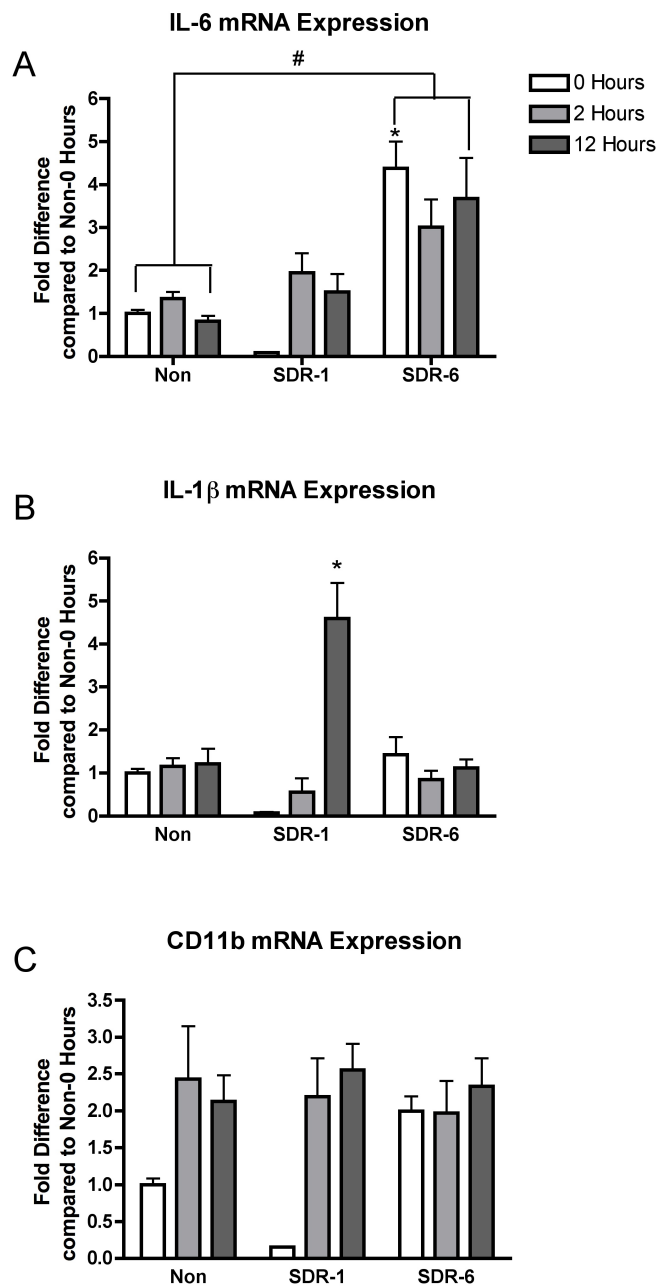 IL-6 mRNA Expression
A
#
0 Hours
2 Hours
12 Hours
Fold Difference
compared to Non-0 Hours
6
5
4
3
2
1
0
*
Non SDR-1 SDR-6
IL-1β mRNA Expression
B
Fold Difference
compared to Non-0 Hours
6
5
4
3
2
1
0
*
Non SDR-1 SDR-6
CD11b mRNA Expression
C
Fold Difference
compared to Non-0 Hours
3.5
3.0
2.5
2.0
1.5
1.0
0.5
0.0
Non SDR-1 SDR-6